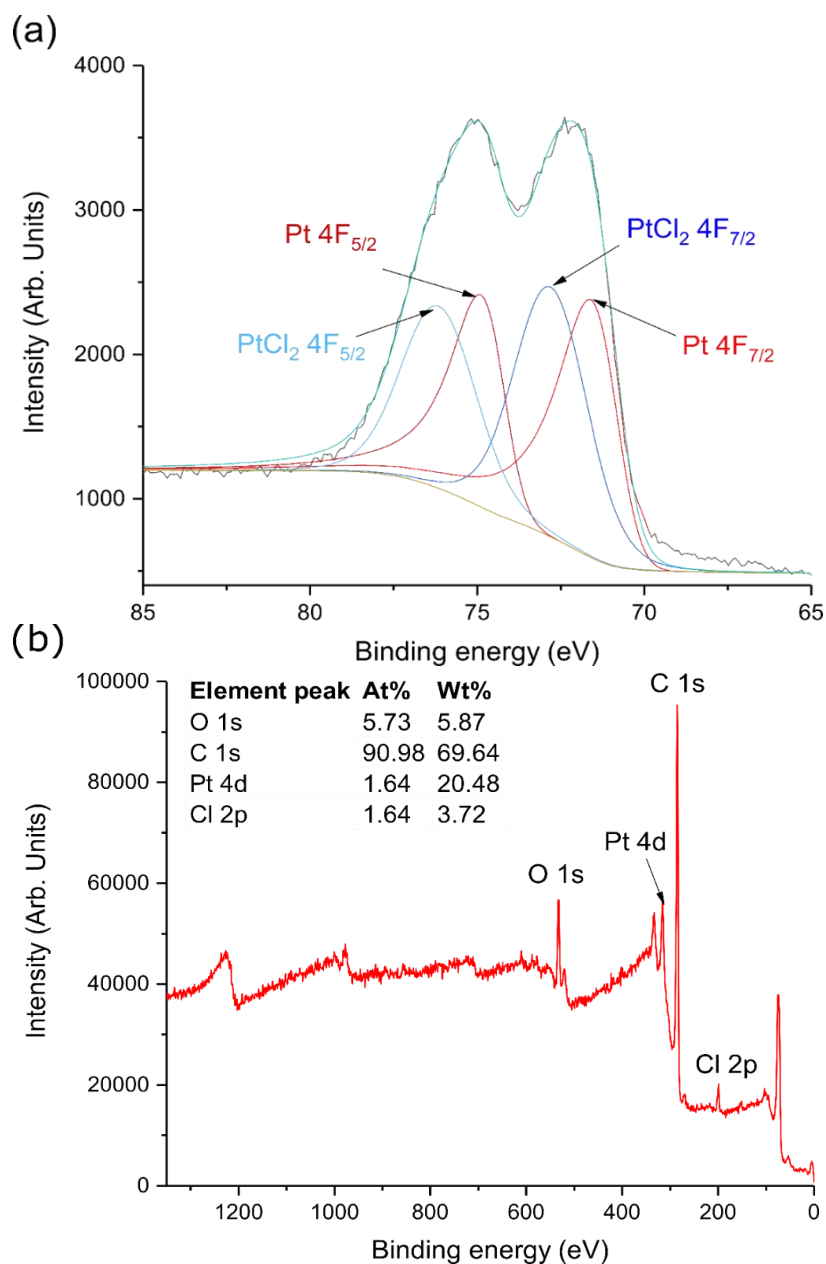 (a)
4000
3000
2000
1000
Intensity (Arb. Units)
Pt 4F5/2
PtCl2 4F7/2
PtCl2 4F5/2
Pt 4F7/2
85 80 75 70 65
Binding energy (eV)
(b)
100000
80000
60000
40000
20000
0
Intensity (Arb. Units)
Element peak At% Wt%
O 1s 5.73 5.87
C 1s 90.98 69.64
Pt 4d 1.64 20.48
Cl 2p 1.64 3.72
C 1s
Pt 4d
O 1s
Cl 2p
1200 1000 800 600 400 200 0
Binding energy (eV)